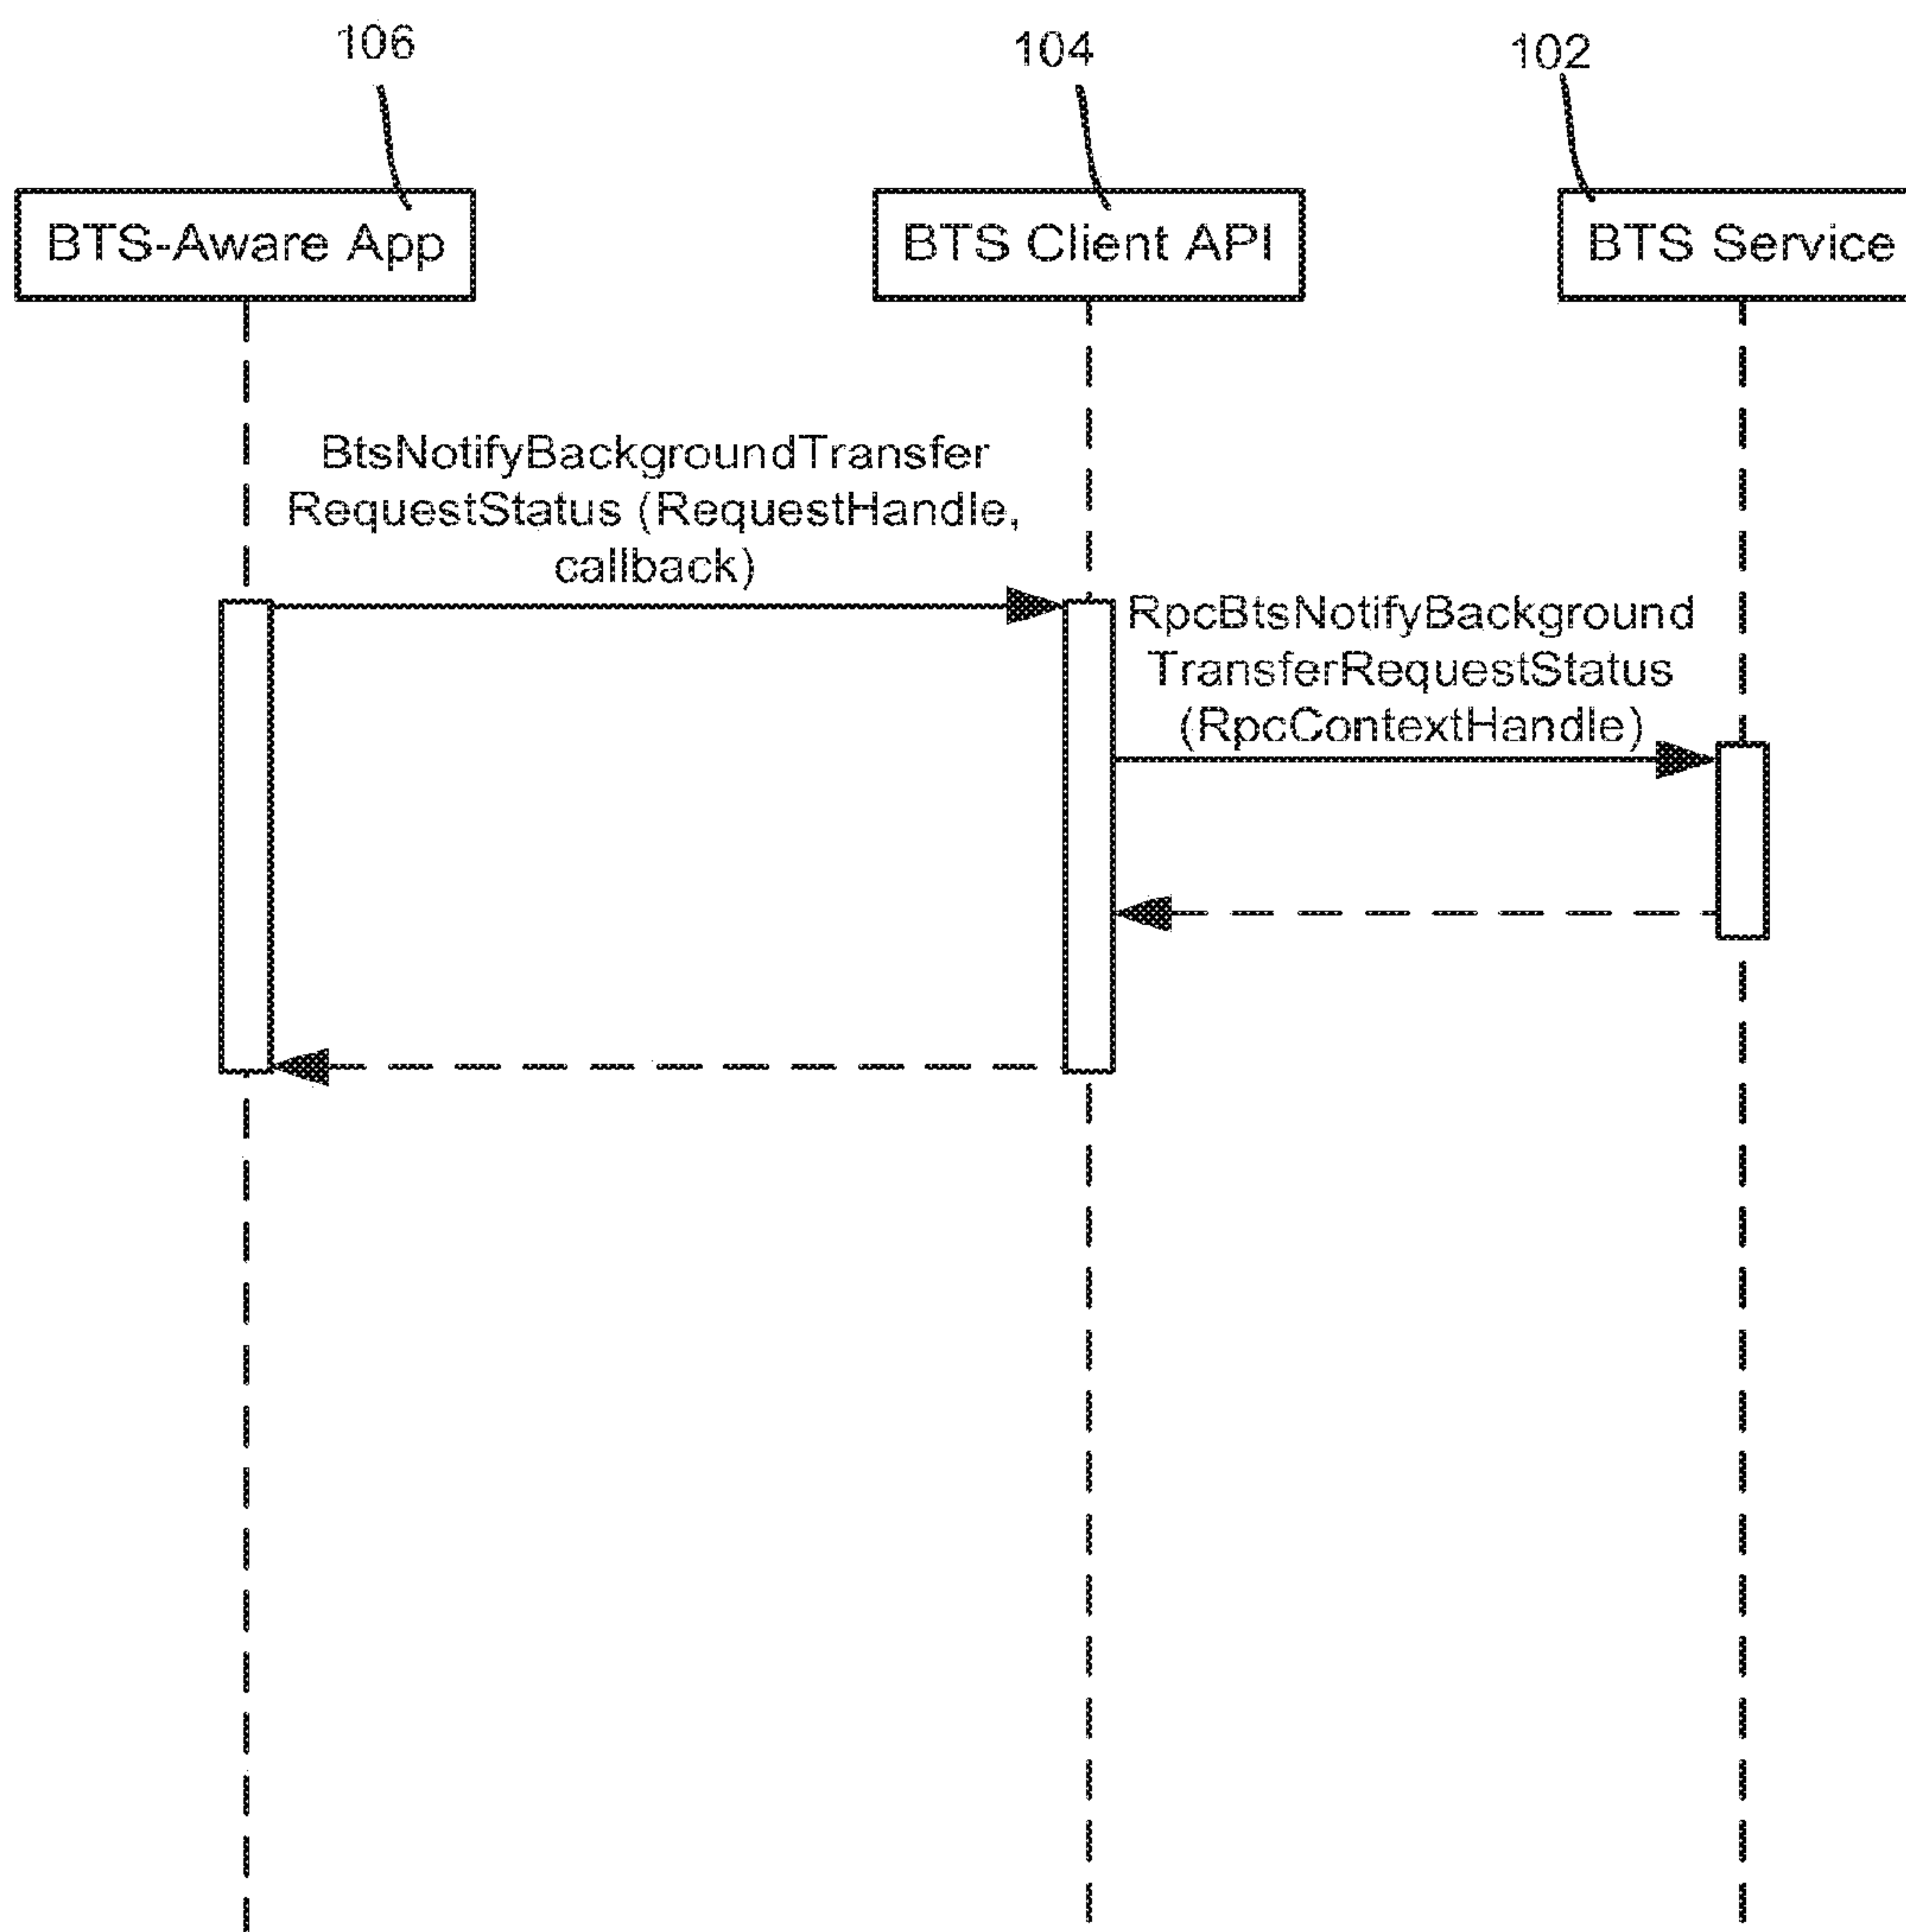 106
104
102
BTS-Aware App
BTS Client API
BTS Service
BtsNotifyBackgroundTransfer
RequestStatus (RequestHandle,
callback)
RpcBtsNotifyBackground
TransferRequestStatus
(RpcContextHandle)